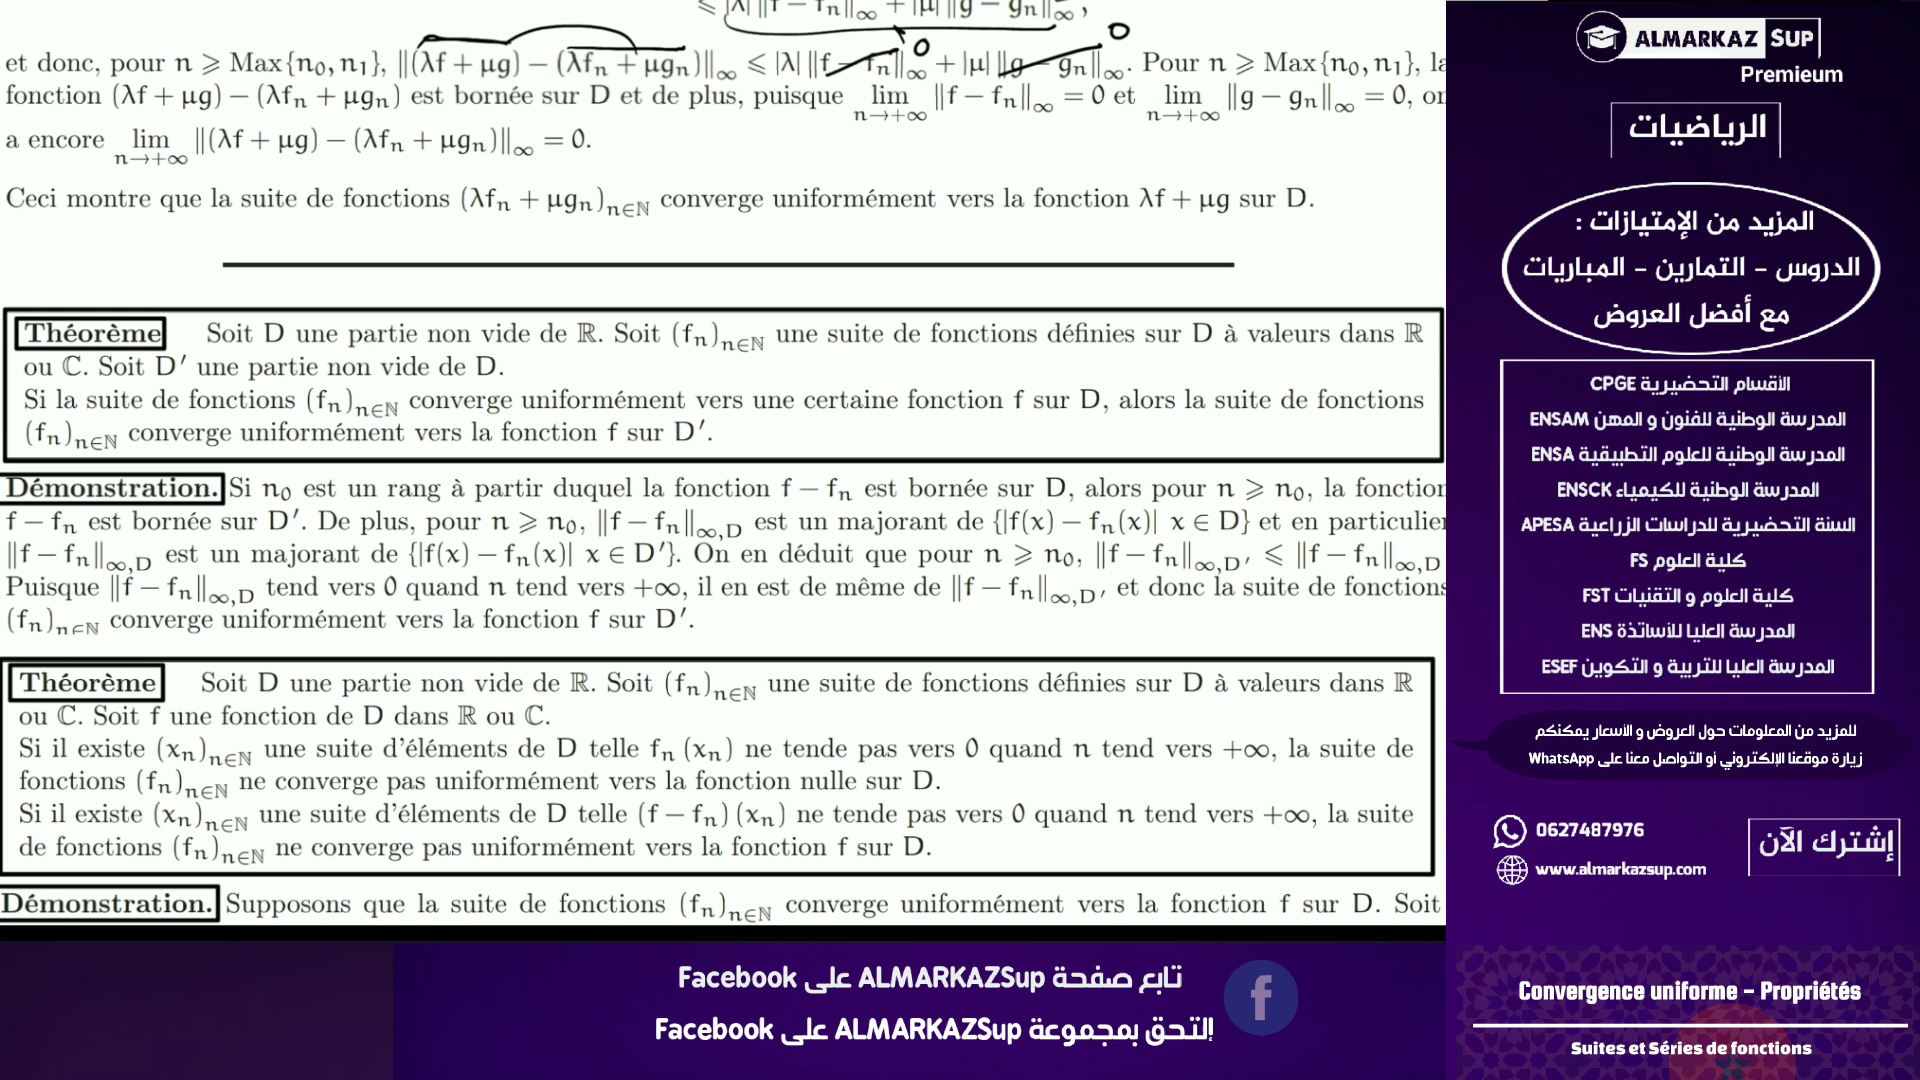 ⩽ |λ| ‖f − fₙ‖∞ + |μ| ‖g − gₙ‖∞,
et donc, pour n ⩾ Max{n₀, n₁}, ‖(λf + μg) − (λfₙ + μgₙ)‖∞ ⩽ |λ| ‖f − fₙ‖∞ + |μ| ‖g − gₙ‖∞. Pour n ⩾ Max{n₀, n₁}, la
0 0
fonction (λf + μg) − (λfₙ + μgₙ) est bornée sur D et de plus, puisque lim n→+∞ ‖f − fₙ‖∞ = 0 et lim n→+∞ ‖g − gₙ‖∞ = 0, on
a encore lim n→+∞ ‖(λf + μg) − (λfₙ + μgₙ)‖∞ = 0.
Ceci montre que la suite de fonctions (λfₙ + μgₙ)n∈ℕ converge uniformément vers la fonction λf + μg sur D.
Théorème Soit D une partie non vide de ℝ. Soit (fₙ)n∈ℕ une suite de fonctions définies sur D à valeurs dans ℝ
ou ℂ. Soit D′ une partie non vide de D.
Si la suite de fonctions (fₙ)n∈ℕ converge uniformément vers une certaine fonction f sur D, alors la suite de fonctions
(fₙ)n∈ℕ converge uniformément vers la fonction f sur D′.
Démonstration. Si n₀ est un rang à partir duquel la fonction f − fₙ est bornée sur D, alors pour n ⩾ n₀, la fonction
f − fₙ est bornée sur D′. De plus, pour n ⩾ n₀, ‖f − fₙ‖∞,D est un majorant de {|f(x) − fₙ(x)| x ∈ D} et en particulier
‖f − fₙ‖∞,D est un majorant de {|f(x) − fₙ(x)| x ∈ D′}. On en déduit que pour n ⩾ n₀, ‖f − fₙ‖∞,D′ ⩽ ‖f − fₙ‖∞,D
Puisque ‖f − fₙ‖∞,D tend vers 0 quand n tend vers +∞, il en est de même de ‖f − fₙ‖∞,D′ et donc la suite de fonctions
(fₙ)n∈ℕ converge uniformément vers la fonction f sur D′.
Théorème Soit D une partie non vide de ℝ. Soit (fₙ)n∈ℕ une suite de fonctions définies sur D à valeurs dans ℝ
ou ℂ. Soit f une fonction de D dans ℝ ou ℂ.
Si il existe (xₙ)n∈ℕ une suite d'éléments de D telle fₙ (xₙ) ne tende pas vers 0 quand n tend vers +∞, la suite de
fonctions (fₙ)n∈ℕ ne converge pas uniformément vers la fonction nulle sur D.
Si il existe (xₙ)n∈ℕ une suite d'éléments de D telle (f − fₙ) (xₙ) ne tende pas vers 0 quand n tend vers +∞, la suite
de fonctions (fₙ)n∈ℕ ne converge pas uniformément vers la fonction f sur D.
Démonstration. Supposons que la suite de fonctions (fₙ)n∈ℕ converge uniformément vers la fonction f sur D. Soit
ALMARKAZ SUP
Premieum
الرياضيات
المزيد من الإمتيازات :
الدروس - التمارين - المباريات
مع أفضل العروض
الأقسام التحضيرية CPGE
المدرسة الوطنية للفنون و المهن ENSAM
المدرسة الوطنية للعلوم التطبيقية ENSA
المدرسة الوطنية للكيمياء ENSCK
السنة التحضيرية للدراسات الزراعية APESA
كلية العلوم FS
كلية العلوم و التقنيات FST
المدرسة العليا للأساتذة ENS
المدرسة العليا للتربية و التكوين ESEF
للمزيد من المعلومات حول العروض و الأسعار يمكنكم
زيارة موقعنا الإلكتروني أو التواصل معنا على WhatsApp
0627487976
www.almarkazsup.com
إشترك الآن
تابع صفحة ALMARKAZSup على Facebook
إلتحق بمجموعة ALMARKAZSup على Facebook
f
Convergence uniforme - Propriétés
Suites et Séries de fonctions